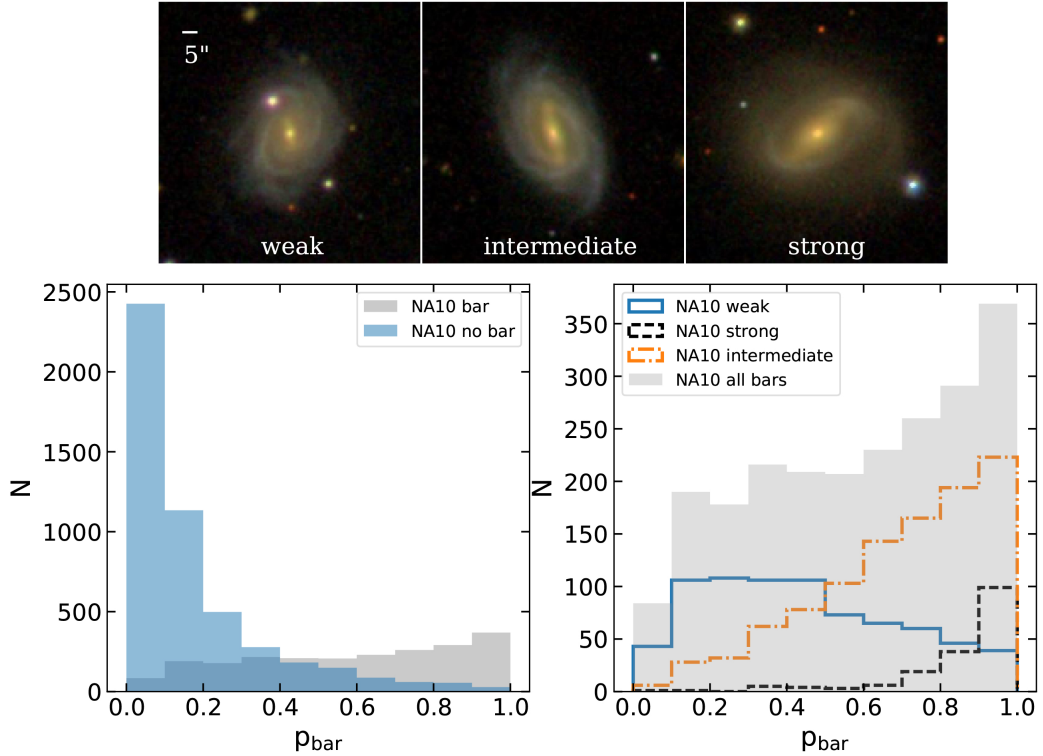 5"
weak
intermediate
strong
2500
2000
1500
1000
500
0
N
0.0 0.2 0.4 0.6 0.8 1.0
p_bar
NA10 bar
NA10 no bar
350
300
250
200
150
100
50
0
N
0.0 0.2 0.4 0.6 0.8 1.0
p_bar
NA10 weak
NA10 strong
NA10 intermediate
NA10 all bars